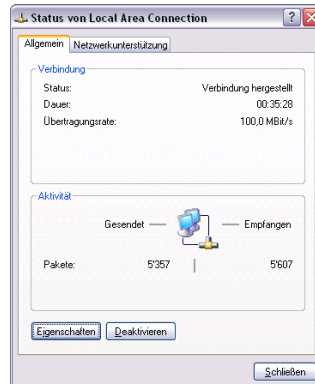 Status von Local Area Connection
Allgemein Netzwerkunterstützung
Verbindung
Status: Verbindung hergestellt
Dauer: 00:35:28
Übertragungsrate: 100,0 MBit/s
Aktivität
Gesendet Empfangen
Pakete: 5'357 5'607
Eigenschaften Deaktivieren
Schließen